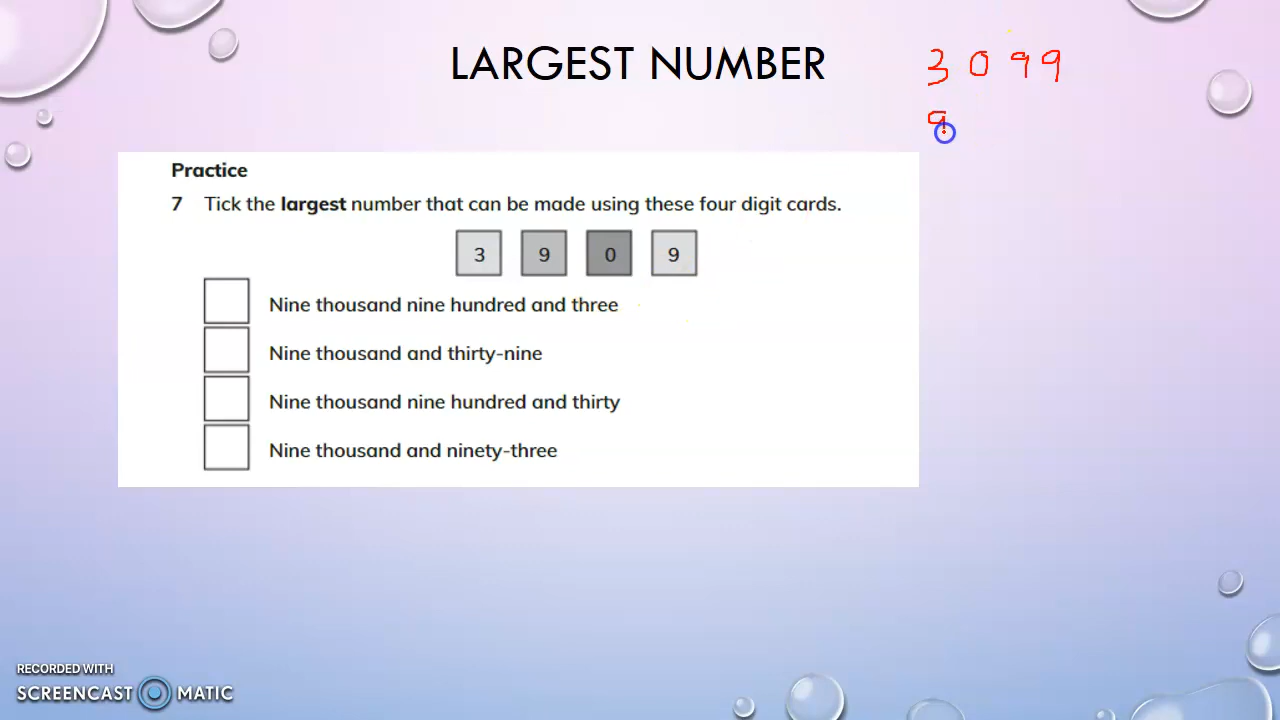 LARGEST NUMBER
3 0 9 9
9
Practice
7 Tick the largest number that can be made using these four digit cards.
3 9 0 9
Nine thousand nine hundred and three
Nine thousand and thirty-nine
Nine thousand nine hundred and thirty
Nine thousand and ninety-three
RECORDED WITH
SCREENCAST MATIC